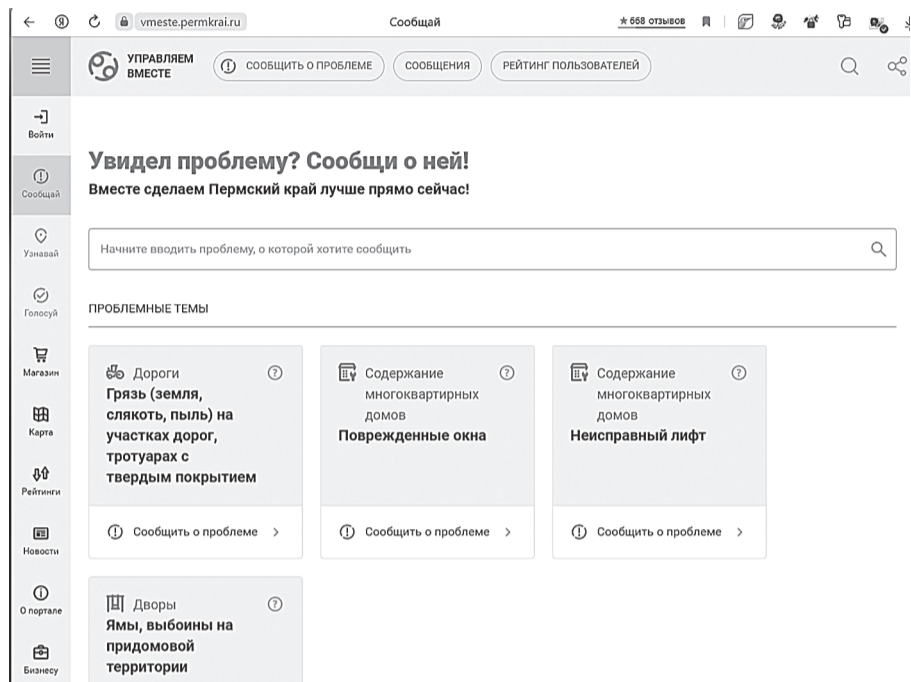 Я
vmeste.permkrai.ru
Сообщай
★ 668 отзывов
УПРАВЛЯЕМ
ВМЕСТЕ
СООБЩИТЬ О ПРОБЛЕМЕ
СООБЩЕНИЯ
РЕЙТИНГ ПОЛЬЗОВАТЕЛЕЙ
Войти
Сообщай
Узнавай
Голосуй
Магазин
Карта
Рейтинги
Новости
О портале
Бизнесу
Увидел проблему? Сообщи о ней!
Вместе сделаем Пермский край лучше прямо сейчас!
Начните вводить проблему, о которой хотите сообщить
ПРОБЛЕМНЫЕ ТЕМЫ
Дороги
Грязь (земля,
слякоть, пыль) на
участках дорог,
тротуарах с
твердым покрытием
Сообщить о проблеме
Содержание
многоквартирных
домов
Поврежденные окна
Сообщить о проблеме
Содержание
многоквартирных
домов
Неисправный лифт
Сообщить о проблеме
Дворы
Ямы, выбоины на
придомовой
территории